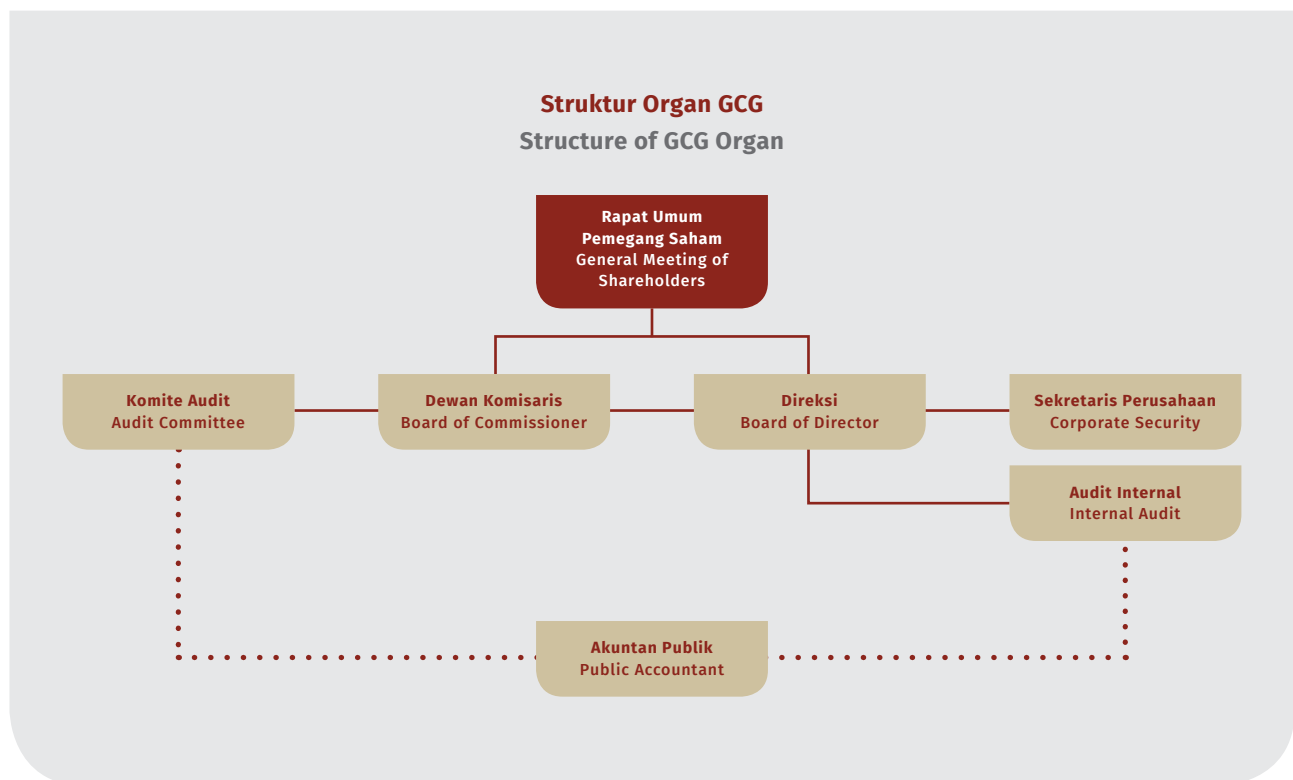 Struktur Organ GCG
Structure of GCG Organ
Rapat Umum
Pemegang Saham
General Meeting of
Shareholders
Komite Audit
Audit Committee
Dewan Komisaris
Board of Commissioner
Direksi
Board of Director
Sekretaris Perusahaan
Corporate Security
Audit Internal
Internal Audit
Akuntan Publik
Public Accountant